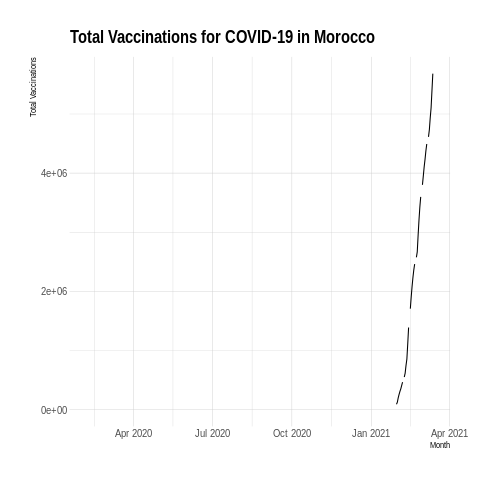 Total Vaccinations for COVID-19 in Morocco
Total Vaccinations
4e+06
2e+06
0e+00
Apr 2020 Jul 2020 Oct 2020 Jan 2021 Apr 2021
Month